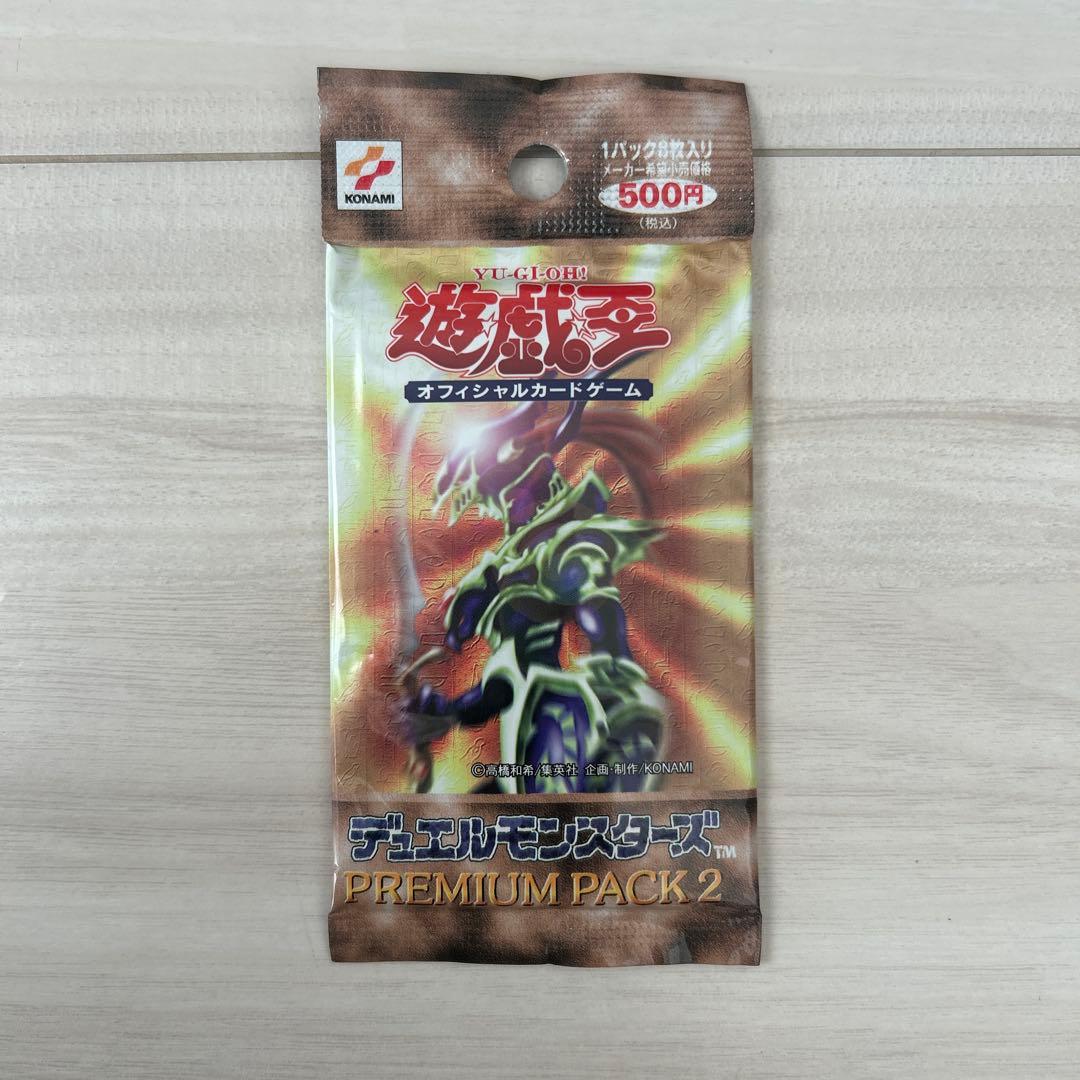 KONAMI
1パック8枚入り
メーカー希望小売価格
500円
(税込)
YU-GI-OH!
遊戯王
オフィシャルカードゲーム
©高橋和希/集英社 企画・制作/KONAMI
デュエルモンスターズ™
PREMIUM PACK 2